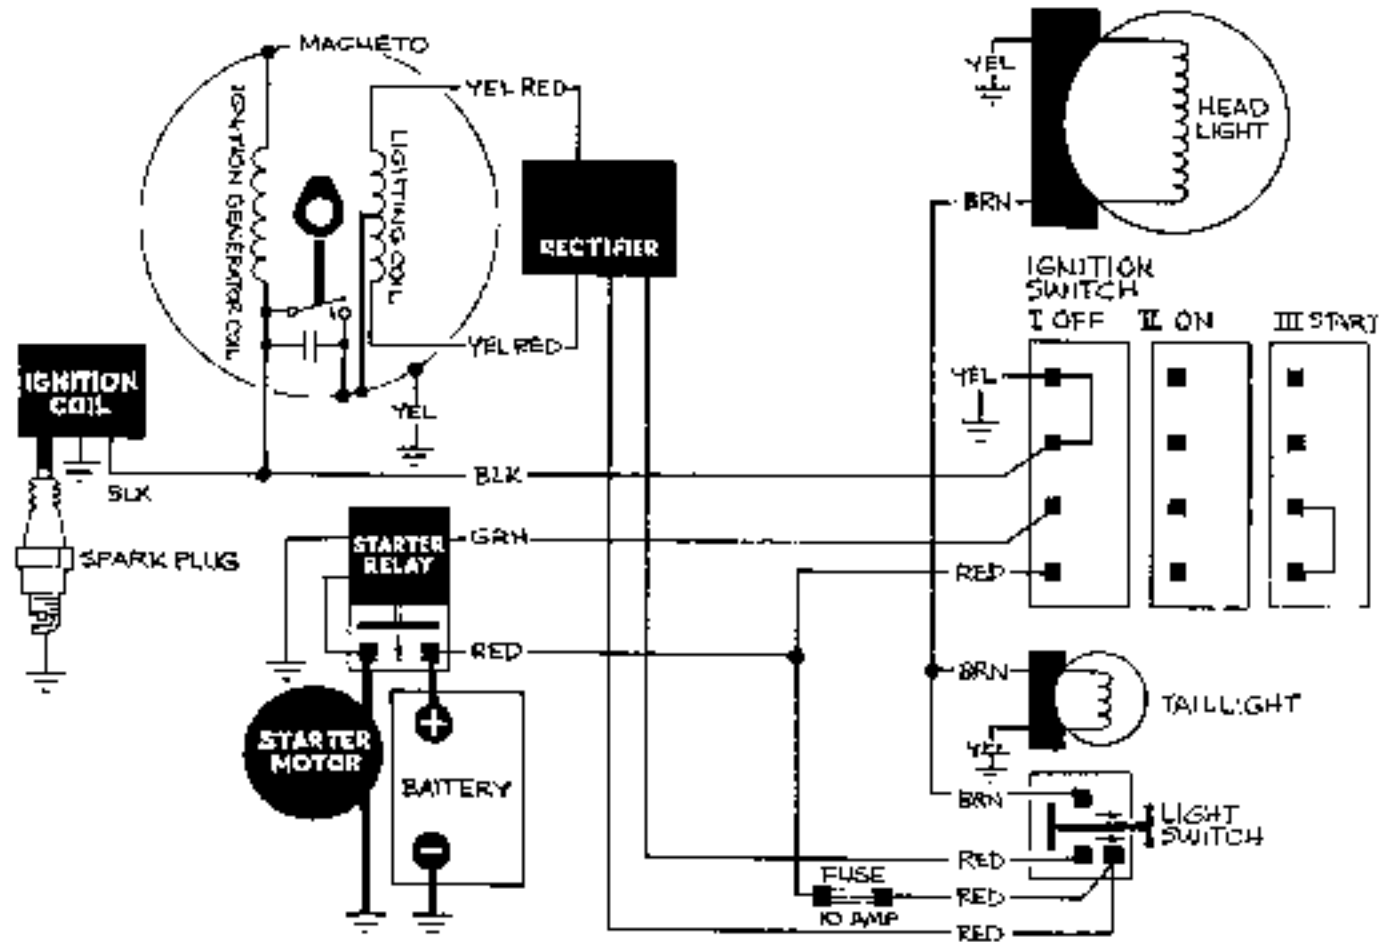 MAGNETO
IGNITION GENERATOR COIL
LIGHTING COIL
YEL RED
RECTIFIER
YEL RED
YEL
HEAD
LIGHT
YEL
BRN
IGNITION
SWITCH
I OFF
II ON
III START
IGNITION
COIL
BLK
SPARK PLUG
BLK
YEL
STARTER
RELAY
GRN
RED
RED
STARTER
MOTOR
+
BATTERY
-
BRN
TAILLIGHT
YEL
BRN
LIGHT
SWITCH
RED
FUSE
10 AMP
RED
RED